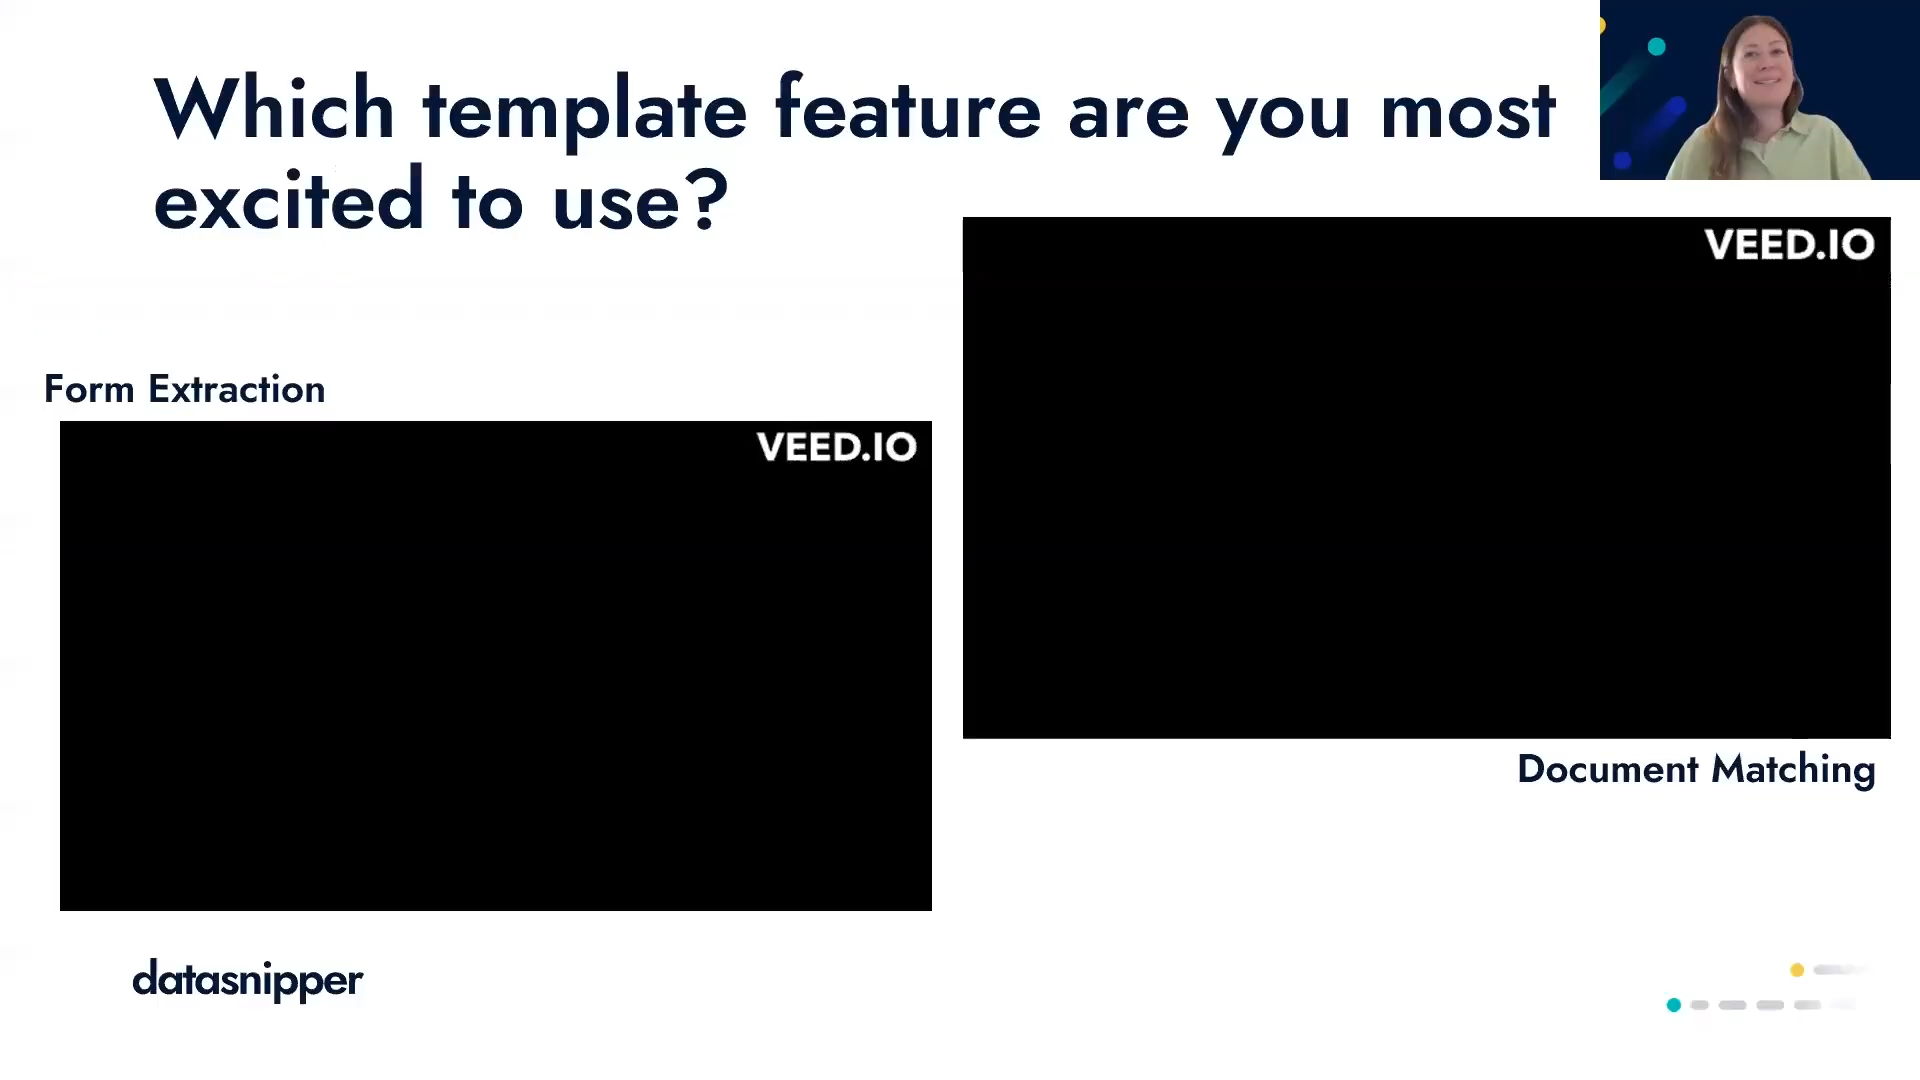 Which template feature are you most
excited to use?
VEED.IO
Form Extraction
VEED.IO
Document Matching
datasnipper